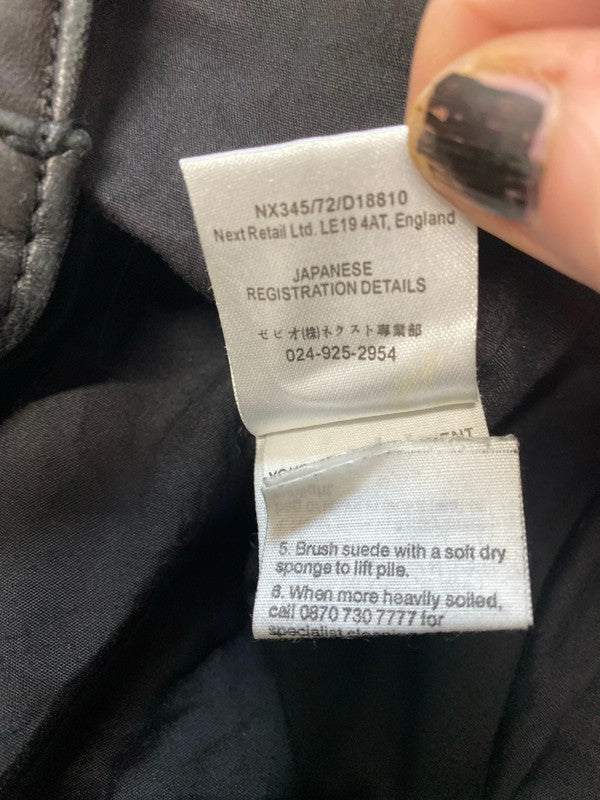 NX345/72/D18810
Next Retail Ltd. LE19 4AT, England
JAPANESE
REGISTRATION DETAILS
ゼビオ(株)ネクスト事業部
024-925-2954
5. Brush suede with a soft dry
sponge to lift pile.
6. When more heavily soiled,
call 0870 730 7777 for
specialist